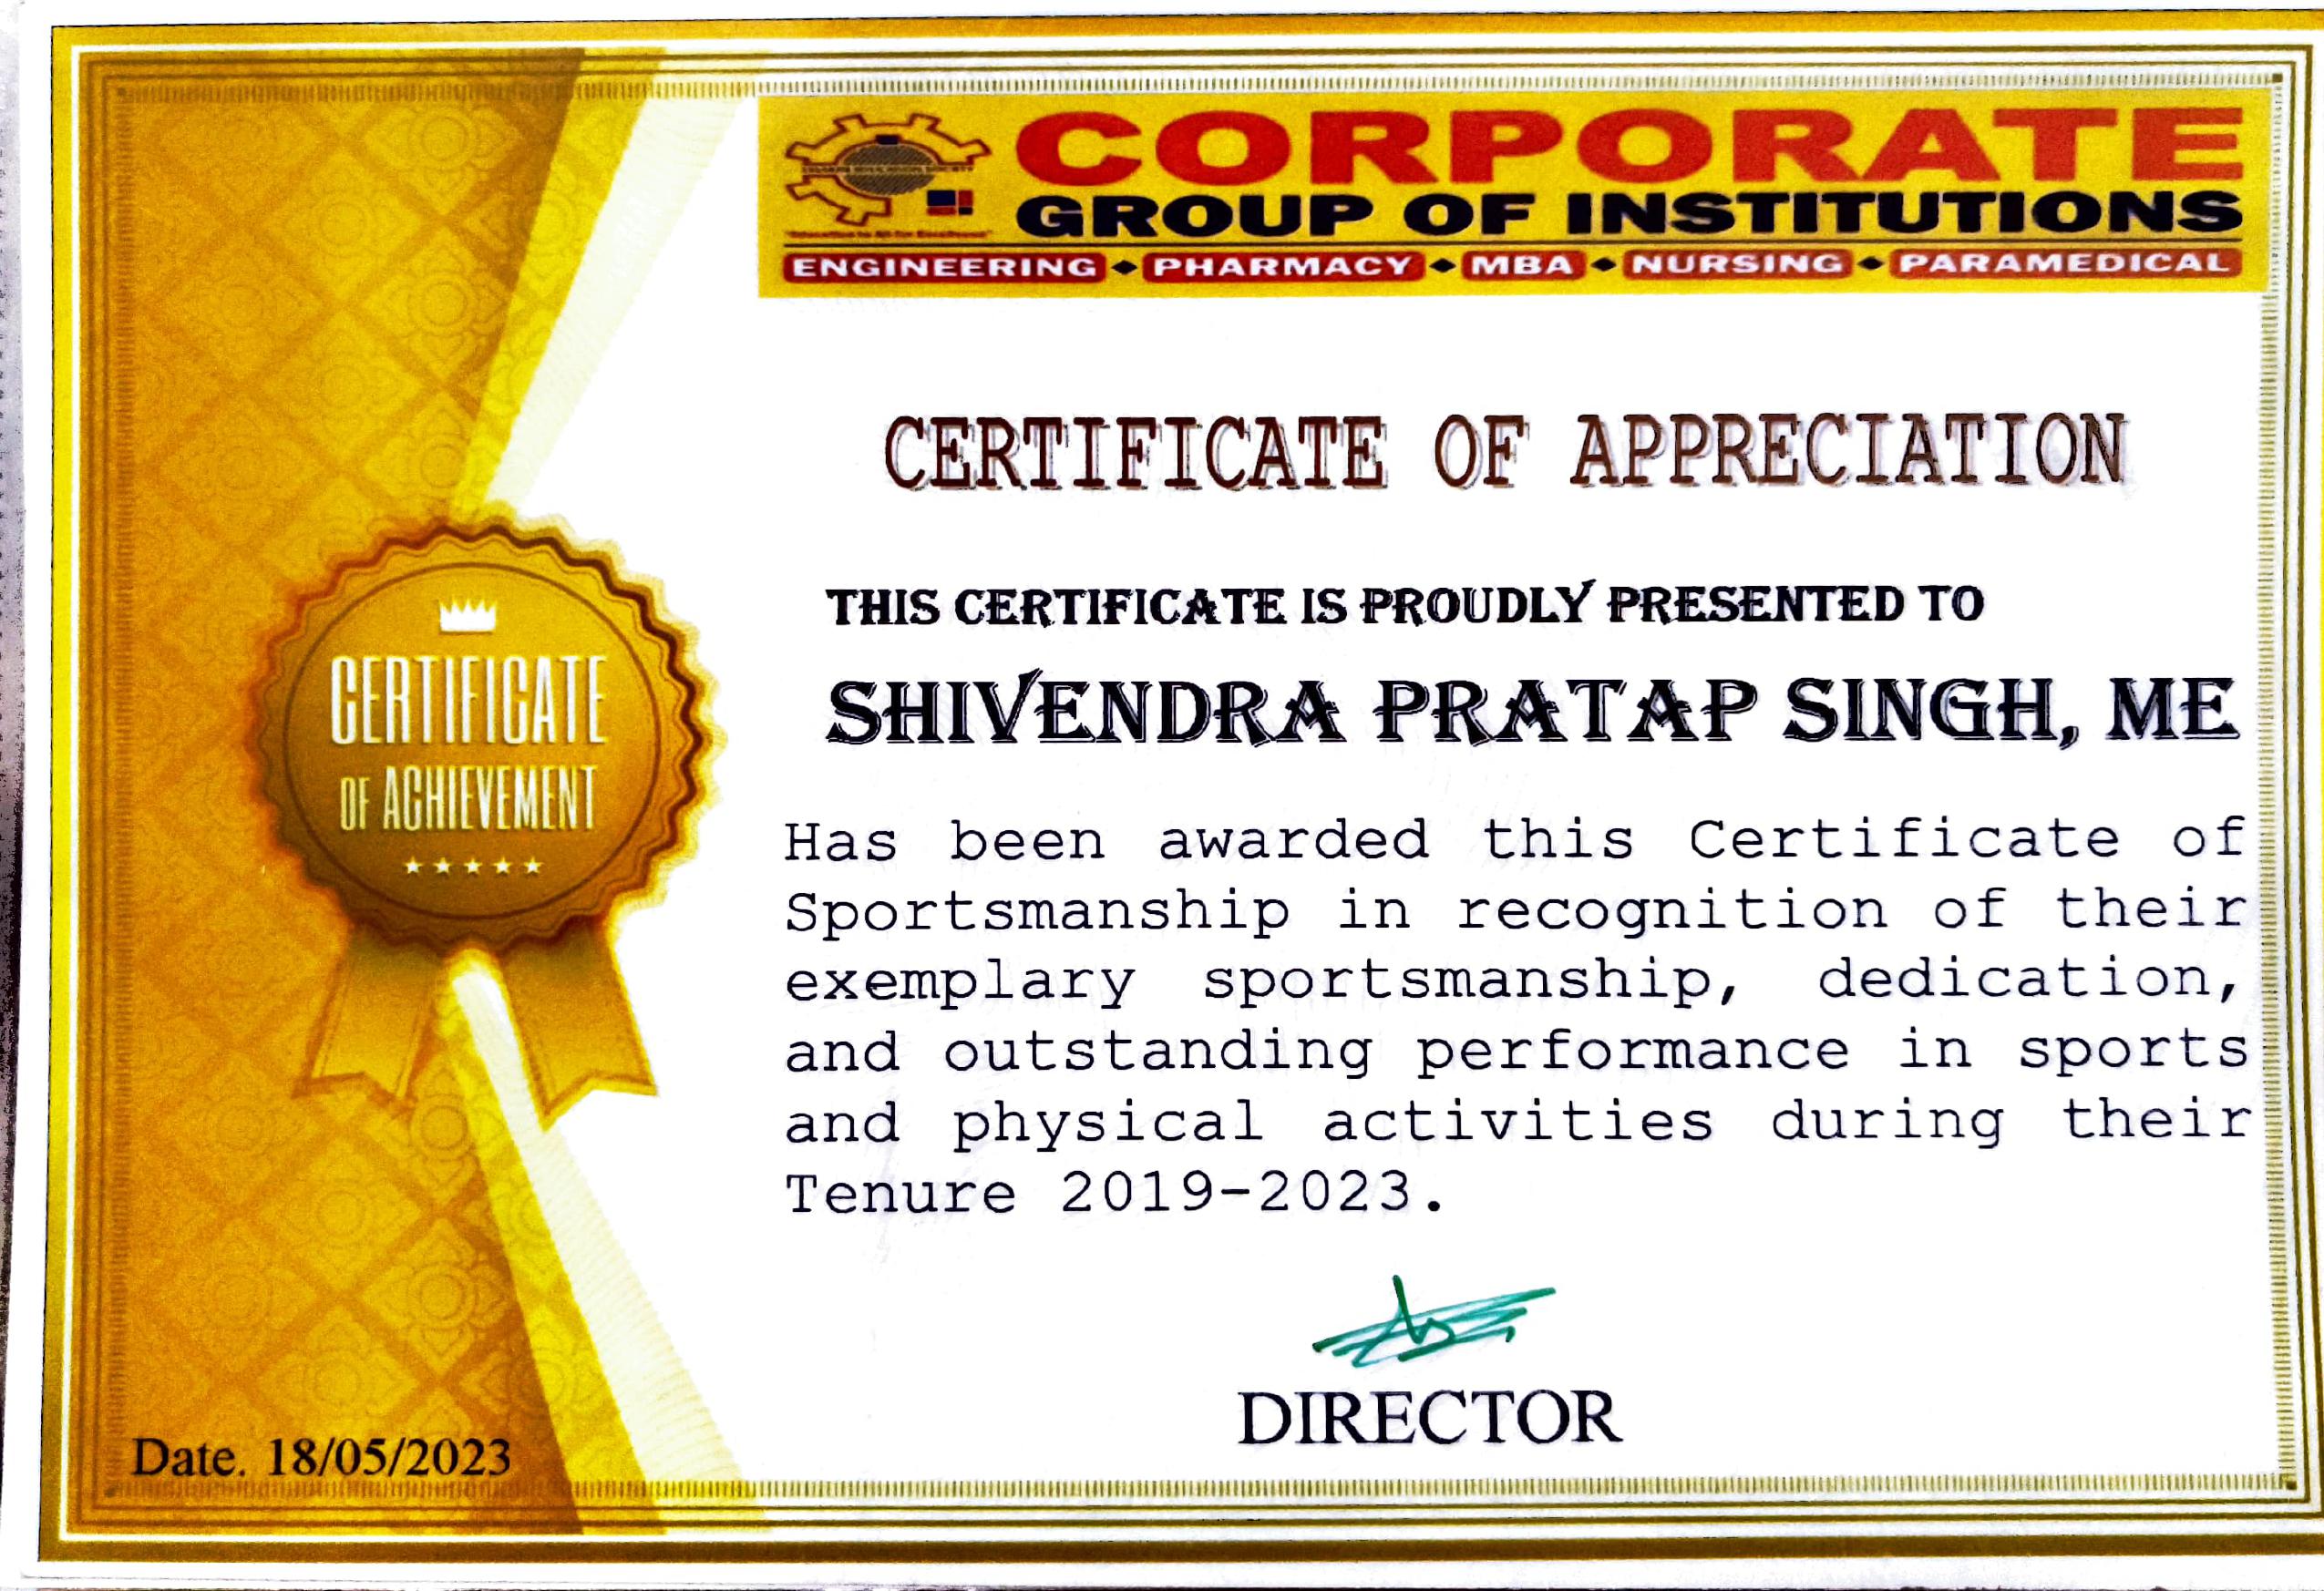 CORPORATE
GROUP OF INSTITUTIONS
ENGINEERING ◆ PHARMACY ◆ MBA ◆ NURSING ◆ PARAMEDICAL
CERTIFICATE OF APPRECIATION
THIS CERTIFICATE IS PROUDLY PRESENTED TO
SHIVENDRA PRATAP SINGH, ME
Has been awarded this Certificate of
Sportsmanship in recognition of their
exemplary sportsmanship, dedication,
and outstanding performance in sports
and physical activities during their
Tenure 2019-2023.
DIRECTOR
CERTIFICATE
OF ACHIEVEMENT
Date. 18/05/2023